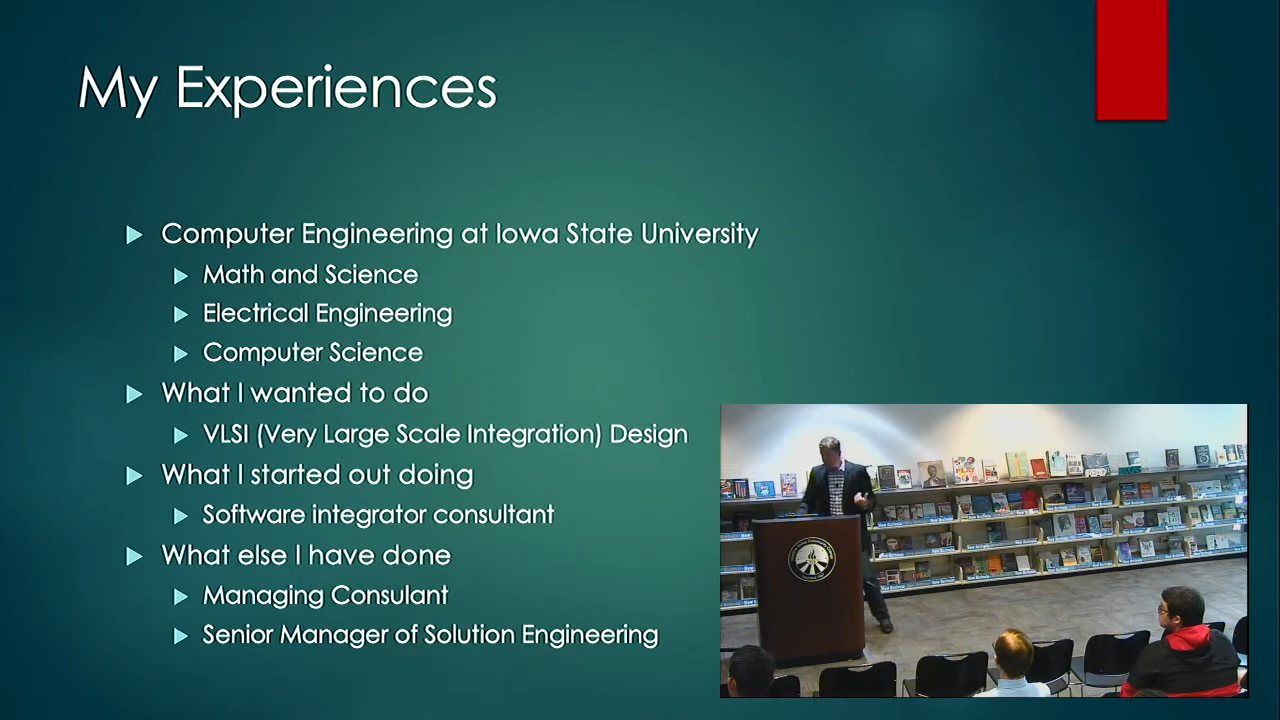 My Experiences
Computer Engineering at Iowa State University
Math and Science
Electrical Engineering
Computer Science
What I wanted to do
VLSI (Very Large Scale Integration) Design
What I started out doing
Software integrator consultant
What else I have done
Managing Consulant
Senior Manager of Solution Engineering